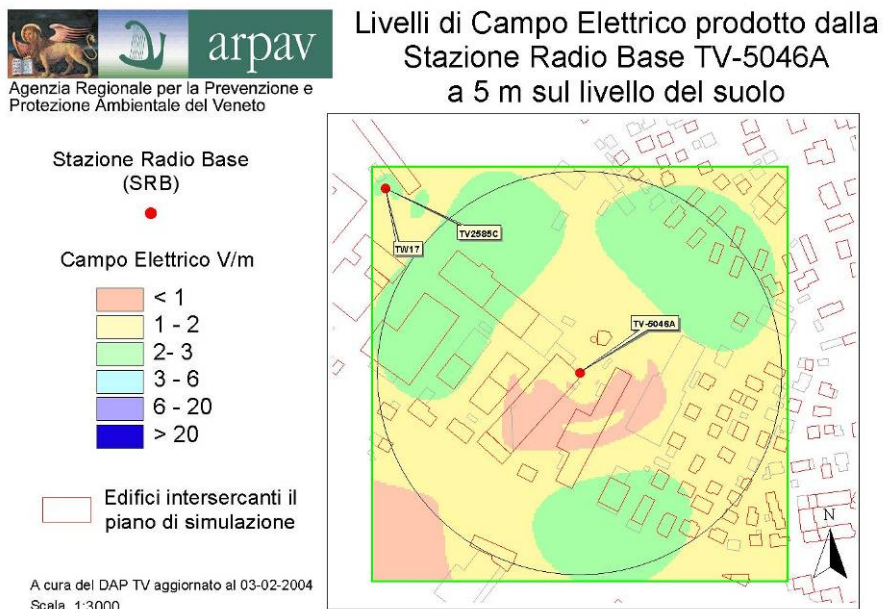 arpav
Agenzia Regionale per la Prevenzione e
Protezione Ambientale del Veneto
Livelli di Campo Elettrico prodotto dalla
Stazione Radio Base TV-5046A
a 5 m sul livello del suolo
Stazione Radio Base
(SRB)
Campo Elettrico V/m
< 1
1 - 2
2- 3
3 - 6
6 - 20
> 20
Edifici intersercanti il
piano di simulazione
A cura del DAP TV aggiornato al 03-02-2004
Scala 1:3000
TV2585C
TW17
TV-5046A
N